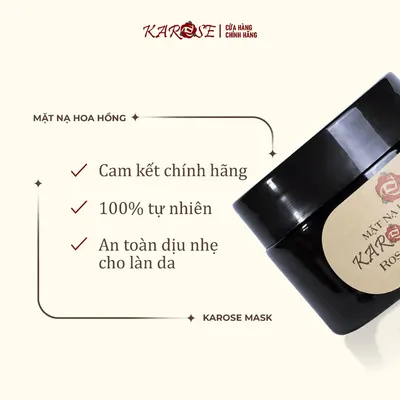 KAROSE | CỬA HÀNG
CHÍNH HÃNG
MẶT NẠ HOA HỒNG
Cam kết chính hãng
100% tự nhiên
An toàn dịu nhẹ
cho làn da
MẶT NẠ
KAROSE
ROS
KAROSE MASK